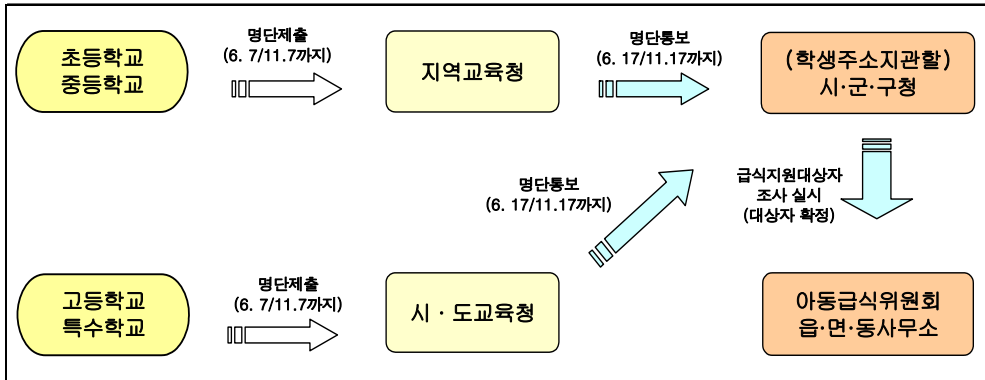 초등학교
중등학교
명단제출
(6. 7/11.7까지)
지역교육청
명단통보
(6. 17/11.17까지)
(학생주소지관할)
시·군·구청
급식지원대상자
조사 실시
(대상자 확정)
명단통보
(6. 17/11.17까지)
고등학교
특수학교
명단제출
(6. 7/11.7까지)
시 · 도교육청
아동급식위원회
읍·면·동사무소